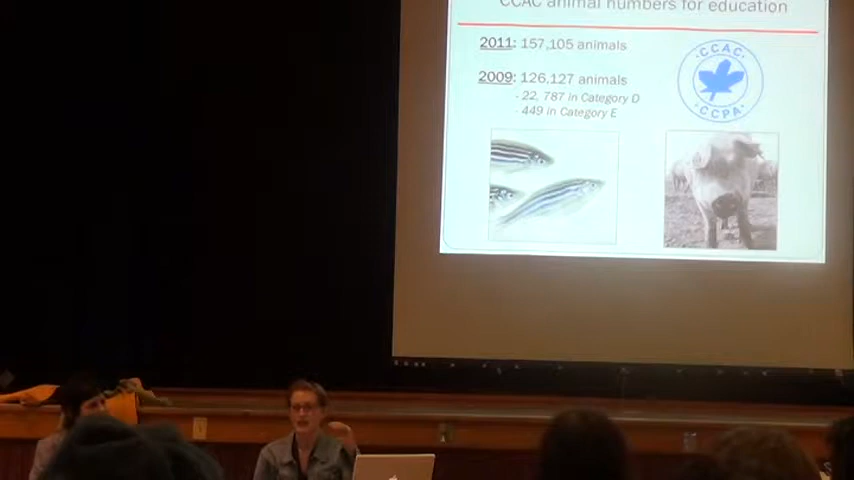 CCAC animal numbers for education
2011: 157,105 animals
2009: 126,127 animals
- 22, 787 in Category D
- 449 in Category E
· CCAC ·
· CCPA ·